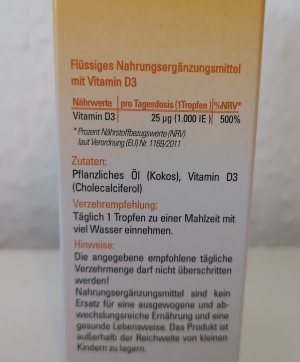 Flüssiges Nahrungsergänzungsmittel
mit Vitamin D3
Nährwerte pro Tagesdosis (1Tropfen) %NRV*
Vitamin D3 25 µg (1.000 IE) 500%
*Prozent Nährstoffbezugswerte (NRV)
laut Verordnung (EU) Nr. 1169/2011
Zutaten:
Pflanzliches Öl (Kokos), Vitamin D3
(Cholecalciferol)
Verzehrempfehlung:
Täglich 1 Tropfen zu einer Mahlzeit mit
viel Wasser einnehmen.
Hinweise:
Die angegebene empfohlene tägliche
Verzehrmenge darf nicht überschritten
werden!
Nahrungsergänzungsmittel sind kein
Ersatz für eine ausgewogene und ab-
wechslungsreiche Ernährung und eine
gesunde Lebensweise. Das Produkt ist
außerhalb der Reichweite von kleinen
Kindern zu lagern.